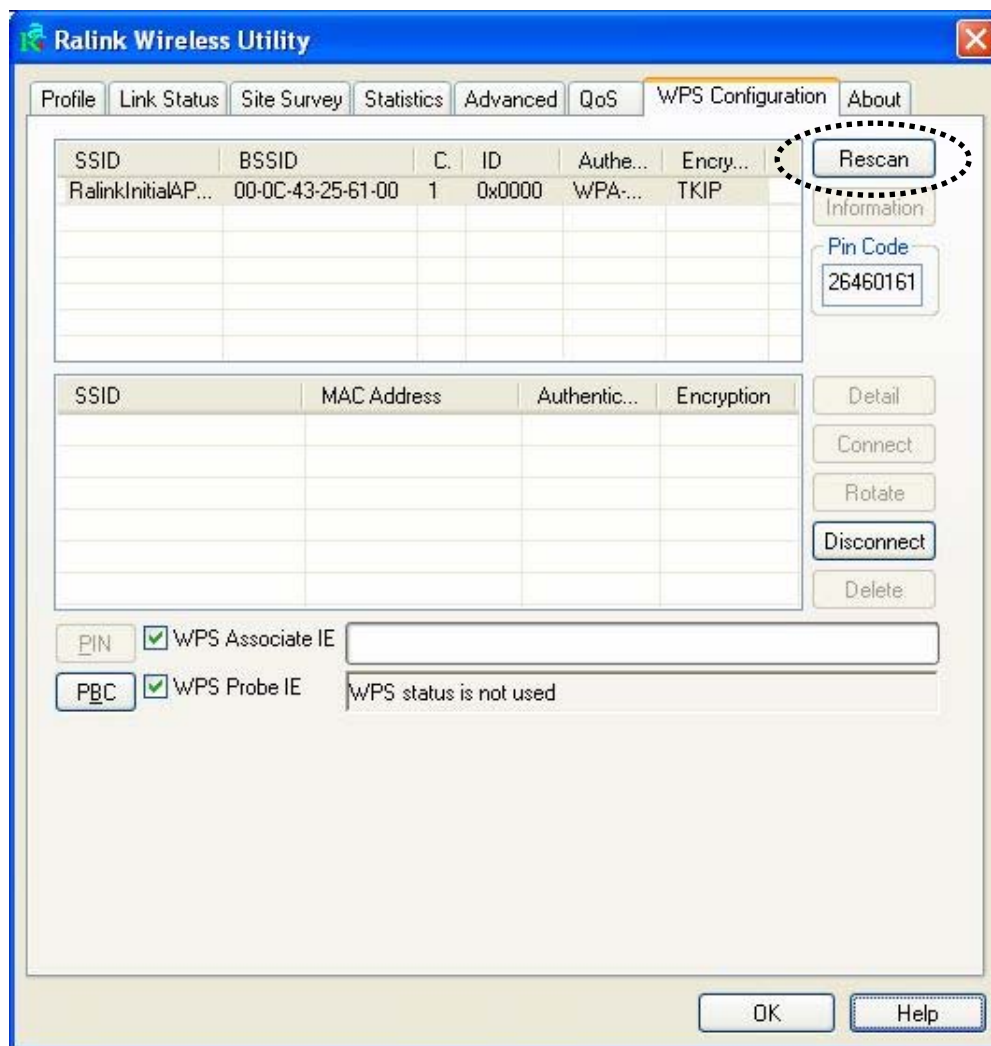 Ralink Wireless Utility
Profile Link Status Site Survey Statistics Advanced QoS WPS Configuration About
SSID BSSID C. ID Authe... Encry... Rescan
RalinkInitialAP... 00-0C-43-25-61-00 1 0x0000 WPA-... TKIP
Information
Pin Code
26460161
SSID MAC Address Authentic... Encryption Detail
Connect
Rotate
Disconnect
Delete
PIN WPS Associate IE
PBC WPS Probe IE WPS status is not used
OK Help